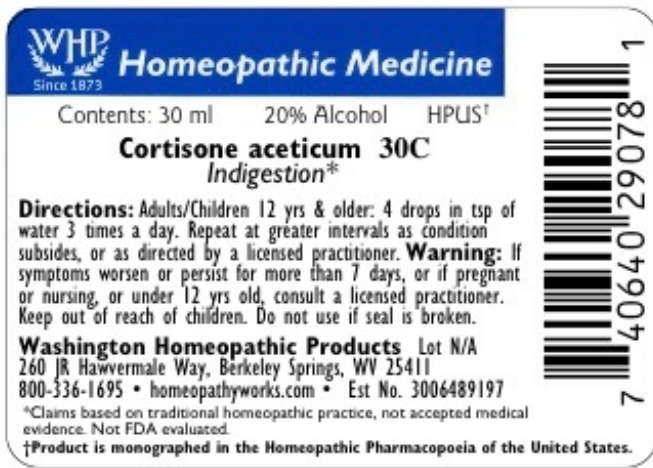 WHP
Since 1873
Homeopathic Medicine
Contents: 30 ml 20% Alcohol HPUS†
Cortisone aceticum 30C
Indigestion*
Directions: Adults/Children 12 yrs & older: 4 drops in tsp of
water 3 times a day. Repeat at greater intervals as condition
subsides, or as directed by a licensed practitioner. Warning: If
symptoms worsen or persist for more than 7 days, or if pregnant
or nursing, or under 12 yrs old, consult a licensed practitioner.
Keep out of reach of children. Do not use if seal is broken.
Washington Homeopathic Products Lot N/A
260 JR Hawvermale Way, Berkeley Springs, WV 25411
800-336-1695 • homeopathyworks.com • Est No. 3006489197
*Claims based on traditional homeopathic practice, not accepted medical
evidence. Not FDA evaluated.
†Product is monographed in the Homeopathic Pharmacopoeia of the United States.
7 40640 29078 1